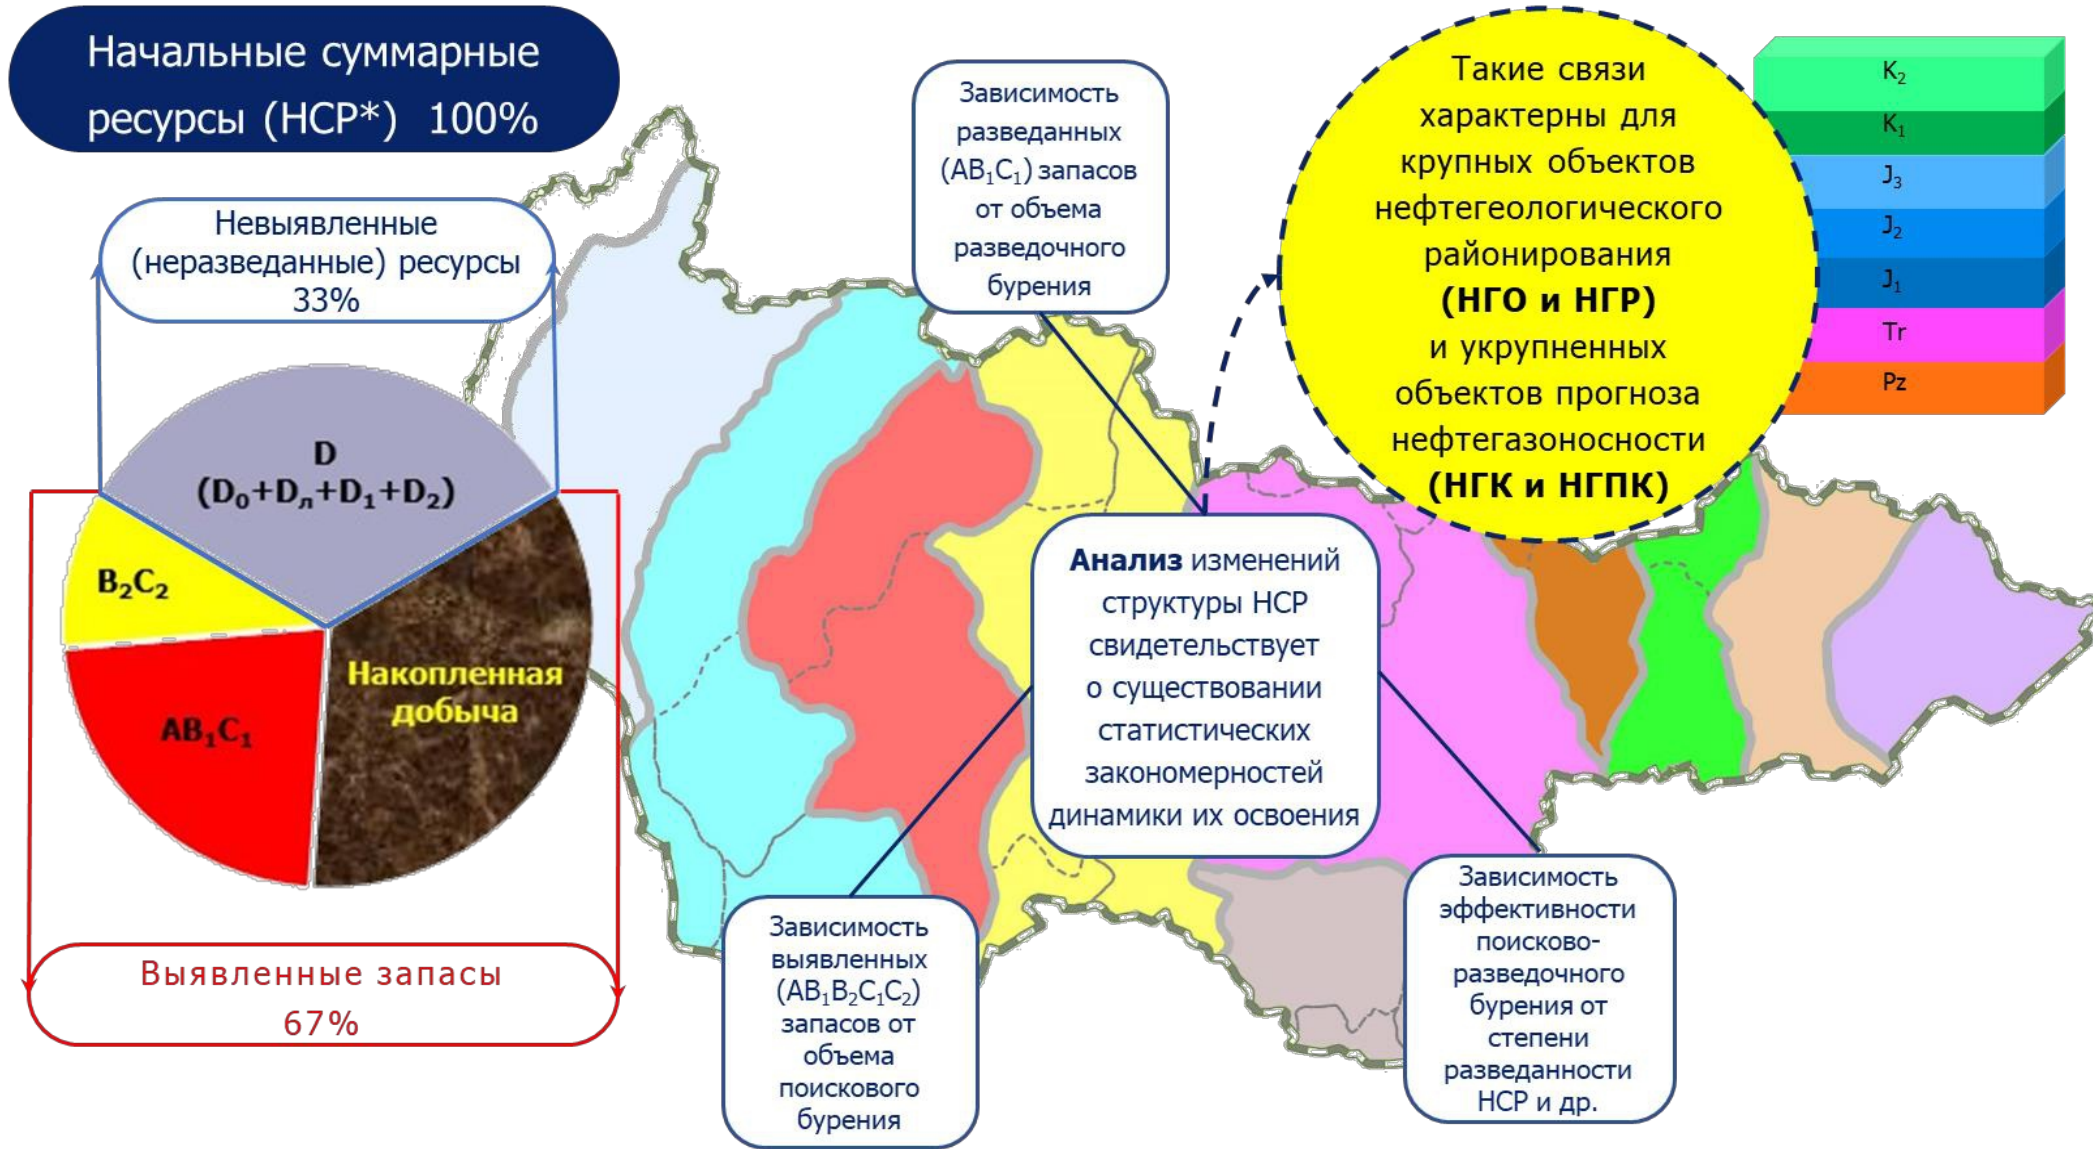 Начальные суммарные
ресурсы (НСР*) 100%
Невыявленные
(неразведанные) ресурсы
33%
D
(D₀+Dл+D₁+D₂)
B₂C₂
AB₁C₁
Накопленная
добыча
Выявленные запасы
67%
Зависимость
разведанных
(AB₁C₁) запасов
от объема
разведочного
бурения
Такие связи
характерны для
крупных объектов
нефтегеологического
районирования
(НГО и НГР)
и укрупненных
объектов прогноза
нефтегазоносности
(НГК и НГПК)
K₂
K₁
J₃
J₂
J₁
Tr
Pz
Анализ изменений
структуры НСР
свидетельствует
о существовании
статистических
закономерностей
динамики их освоения
Зависимость
выявленных
(AB₁B₂C₁C₂)
запасов от
объема
поискового
бурения
Зависимость
эффективности
поисково-
разведочного
бурения от
степени
разведанности
НСР и др.